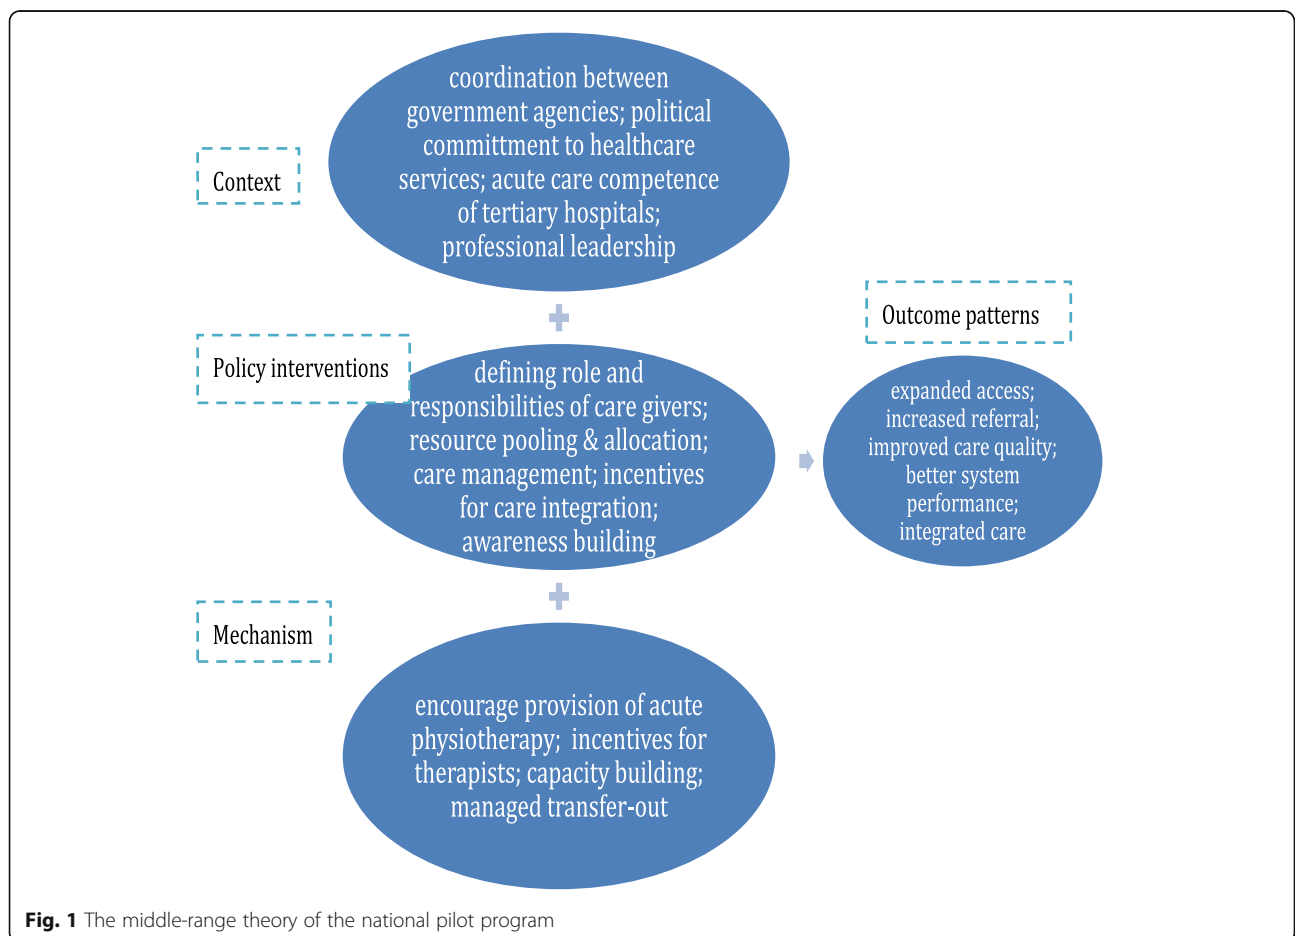 coordination between
government agencies; political
committment to healthcare
services; acute care competence
of tertiary hospitals;
professional leadership
Context
Policy interventions
defining role and
responsibilities of care givers;
resource pooling & allocation;
care management; incentives
for care integration;
awareness building
Outcome patterns
expanded access;
increased referral;
improved care quality;
better system
performance;
integrated care
Mechanism
encourage provision of acute
physiotherapy; incentives for
therapists; capacity building;
managed transfer-out
Fig. 1 The middle-range theory of the national pilot program